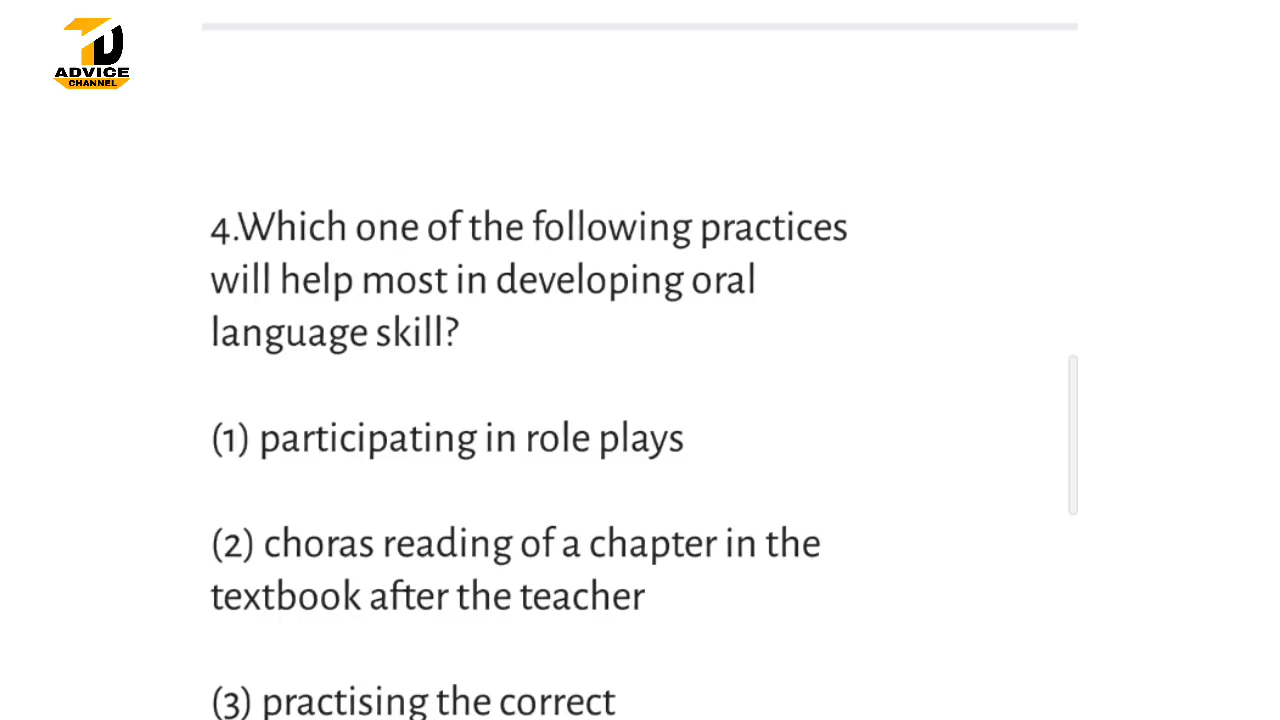 TD
ADVICE
CHANNEL
4.Which one of the following practices
will help most in developing oral
language skill?
(1) participating in role plays
(2) choras reading of a chapter in the
textbook after the teacher
(3) practising the correct